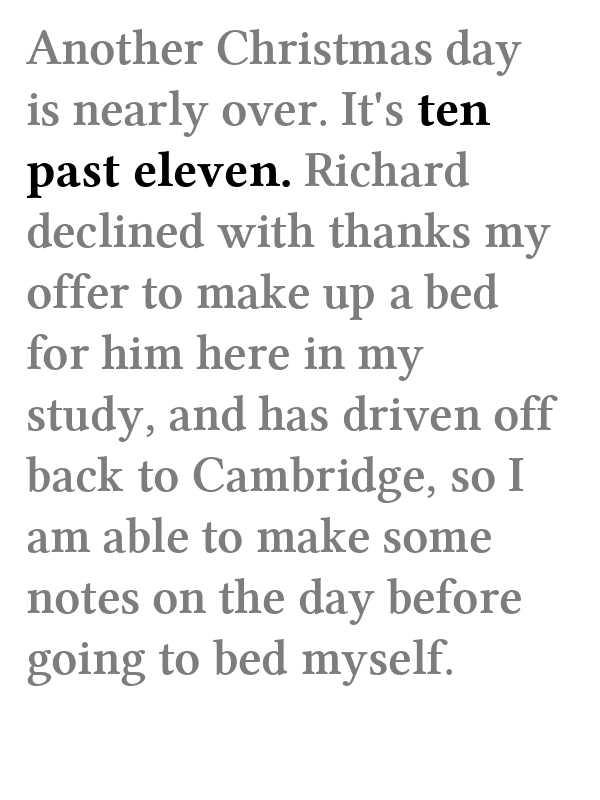 Another Christmas day
is nearly over. It's ten
past eleven. Richard
declined with thanks my
offer to make up a bed
for him here in my
study, and has driven off
back to Cambridge, so I
am able to make some
notes on the day before
going to bed myself.